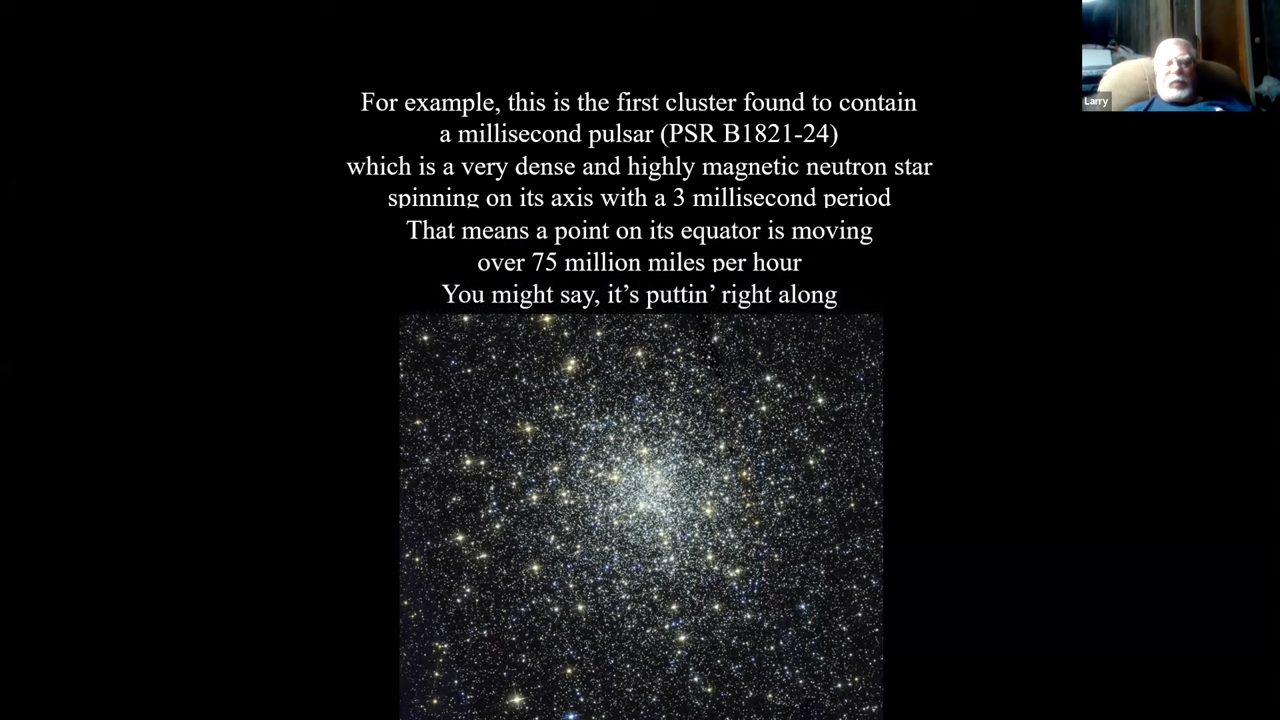 For example, this is the first cluster found to contain
a millisecond pulsar (PSR B1821-24)
which is a very dense and highly magnetic neutron star
spinning on its axis with a 3 millisecond period
That means a point on its equator is moving
over 75 million miles per hour
You might say, it’s puttin’ right along
Larry